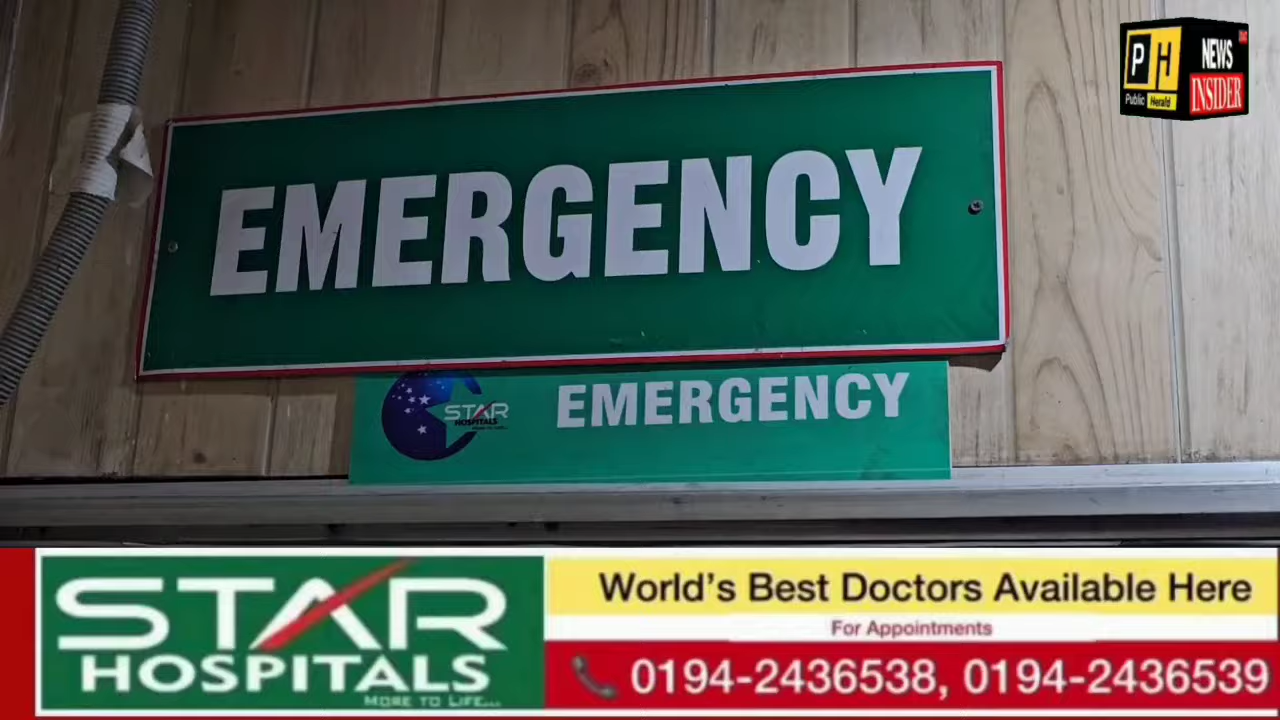 P H
Public Herald
NEWS
INSIDER
EMERGENCY
STAR
HOSPITALS
EMERGENCY
STAR
HOSPITALS
MORE TO LIFE...
World's Best Doctors Available Here
For Appointments
0194-2436538, 0194-2436539